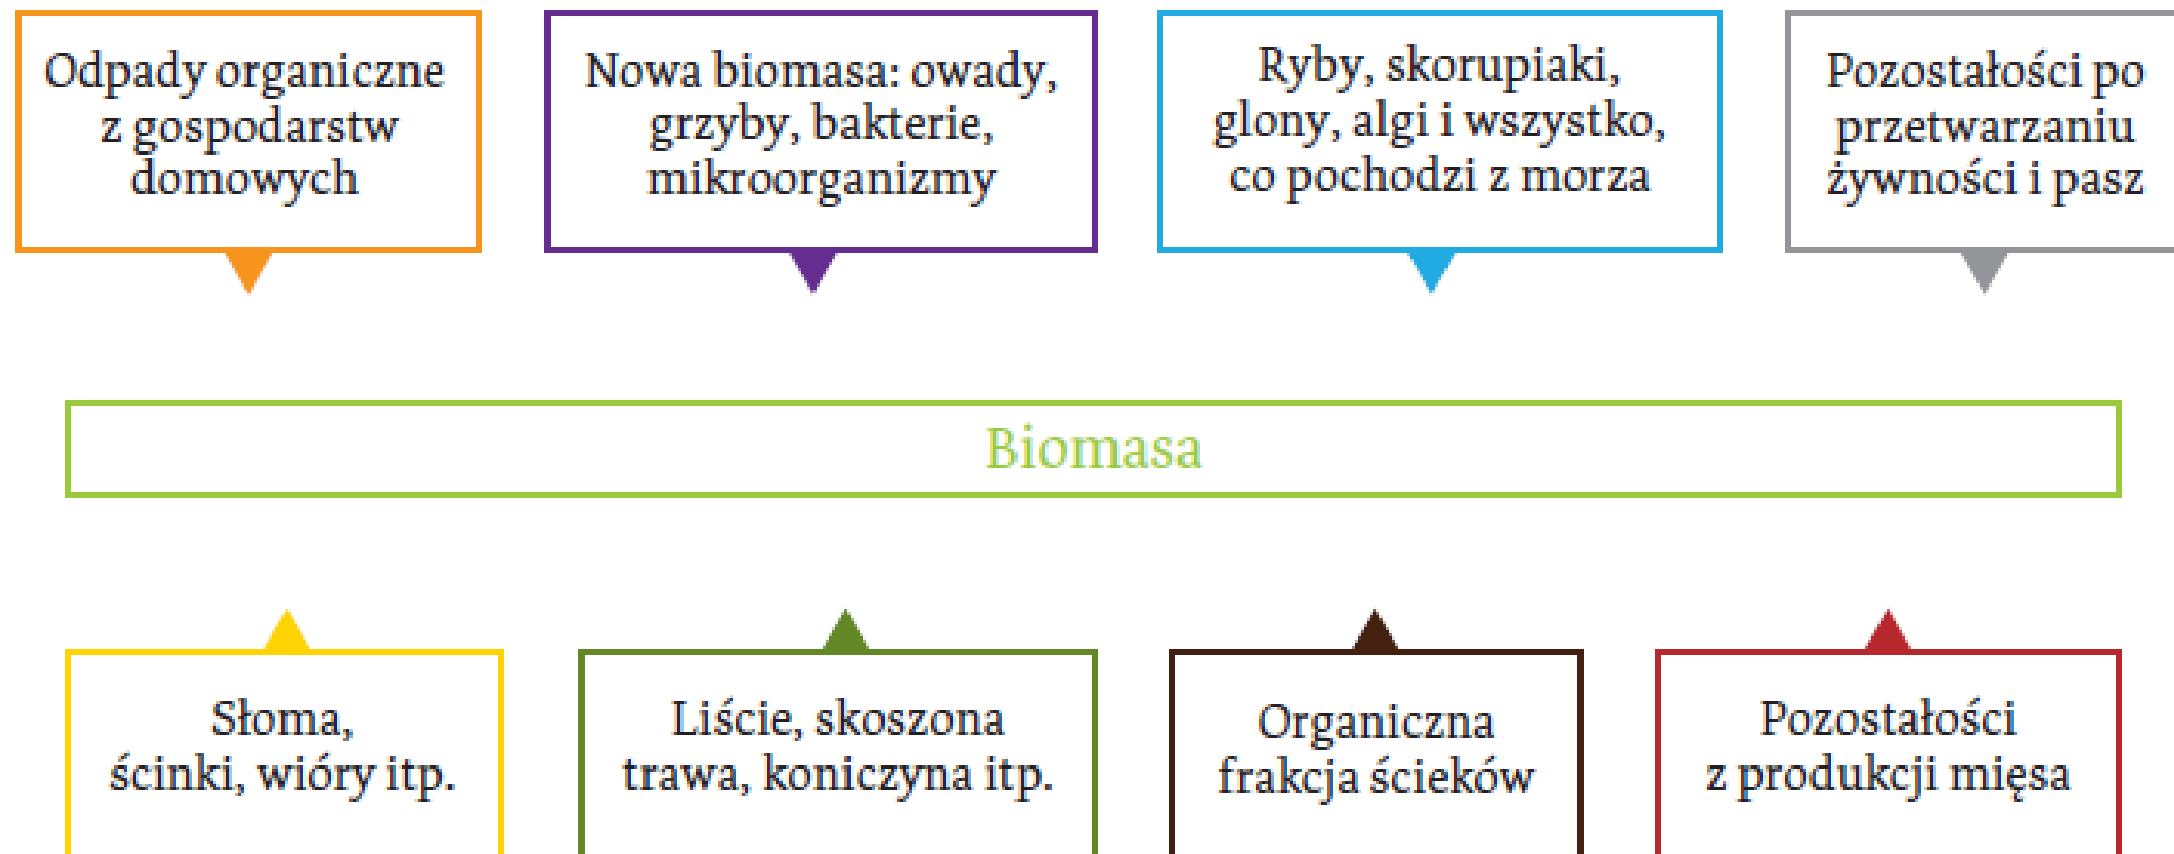 Odpady organiczne
z gospodarstw
domowych
Nowa biomasa: owady,
grzyby, bakterie,
mikroorganizmy
Ryby, skorupiaki,
glony, algi i wszystko,
co pochodzi z morza
Pozostałości po
przetwarzaniu
żywności i pasz
Biomasa
Słoma,
ścinki, wióry itp.
Liście, skoszona
trawa, koniczyna itp.
Organiczna
frakcja ścieków
Pozostałości
z produkcji mięsa